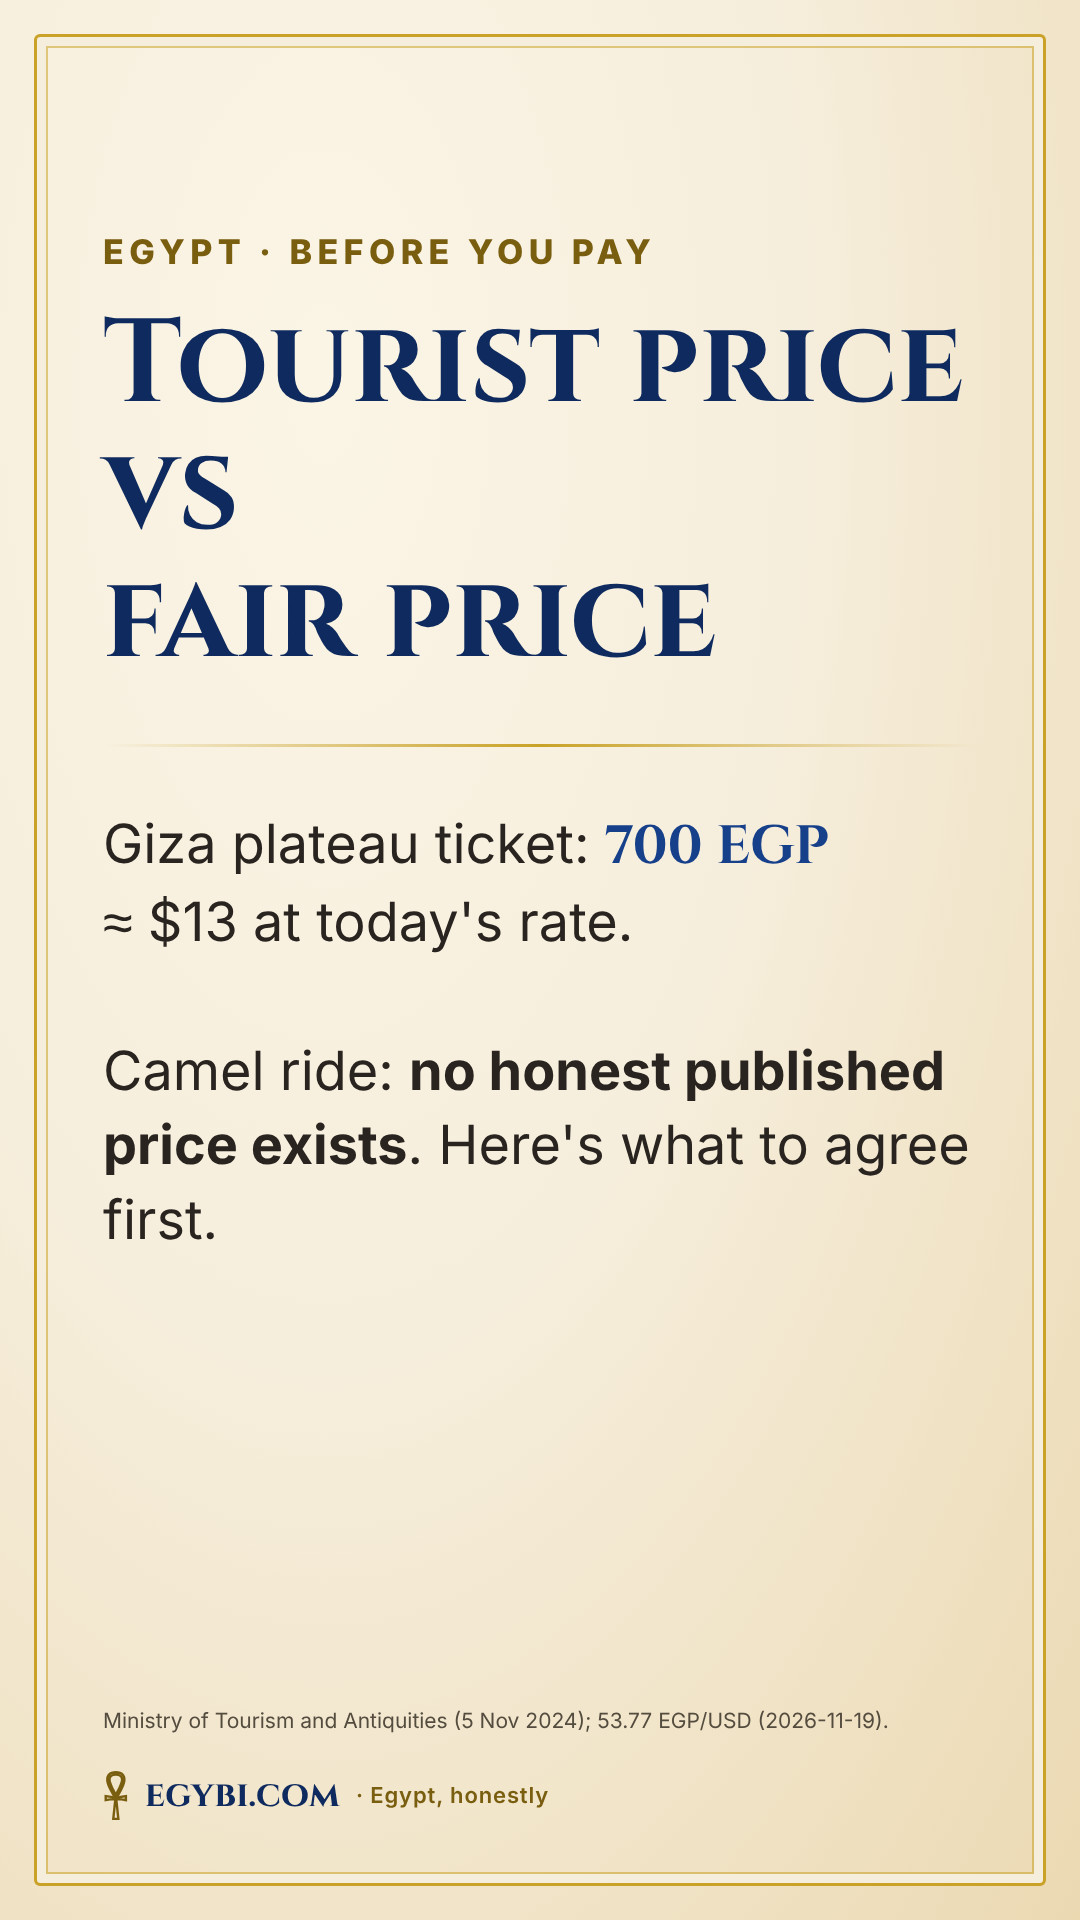 EGYPT · BEFORE YOU PAY
Tourist price
vs
fair price
Giza plateau ticket: 700 EGP
≈ $13 at today's rate.
Camel ride: no honest published
price exists. Here's what to agree
first.
Ministry of Tourism and Antiquities (5 Nov 2024); 53.77 EGP/USD (2026-11-19).
EGYBI.COM · Egypt, honestly